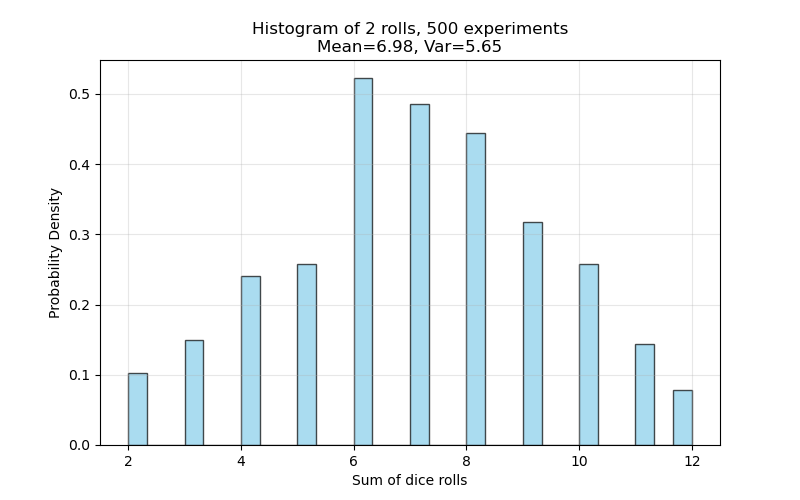 Histogram of 2 rolls, 500 experiments
Mean=6.98, Var=5.65
Probability Density
0.5
0.4
0.3
0.2
0.1
0.0
2 4 6 8 10 12
Sum of dice rolls